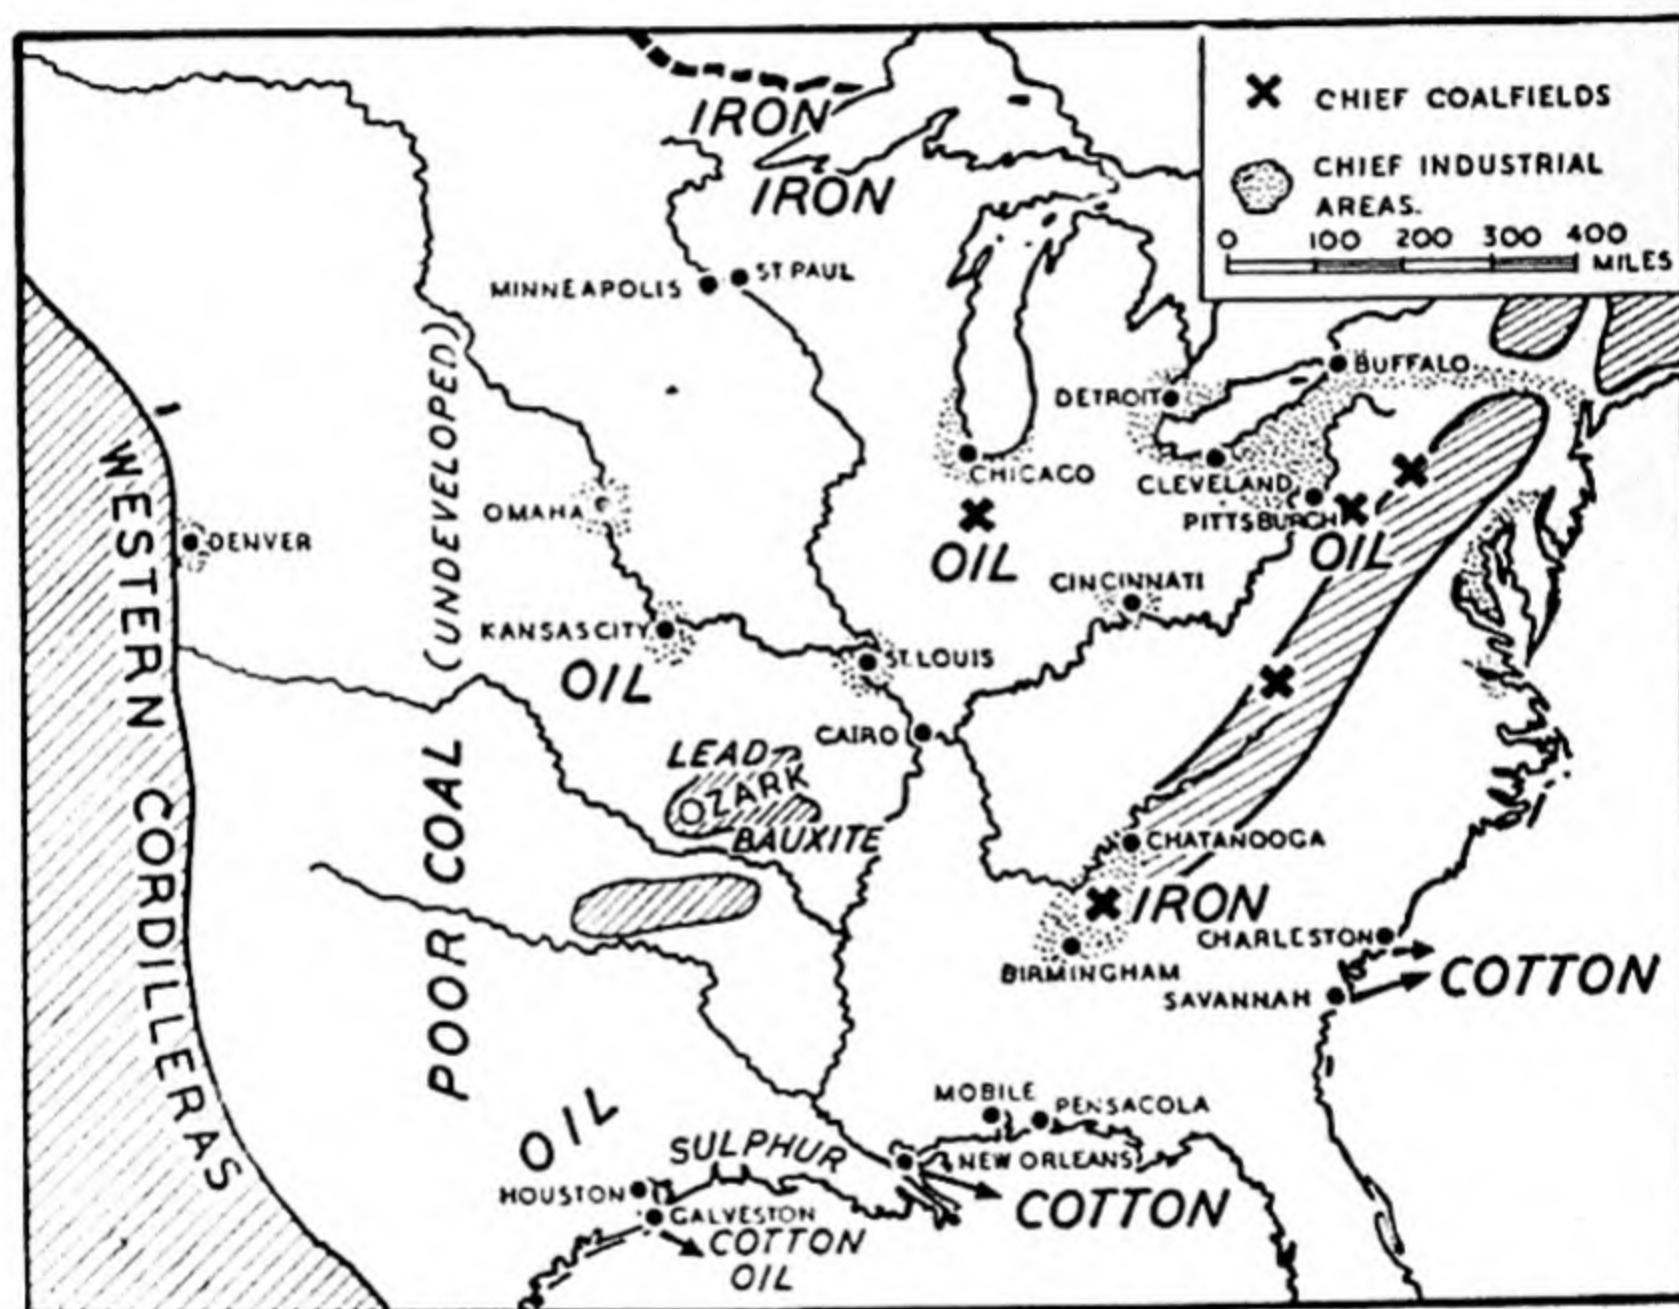 CHIEF COALFIELDS
CHIEF INDUSTRIAL
AREAS.
0 100 200 300 400
MILES
IRON
IRON
MINNEAPOLIS
ST PAUL
BUFFALO
DETROIT
CHICAGO
CLEVELAND
PITTSBURGH
OIL
OIL
CINCINNATI
OMAHA
DENVER
KANSAS CITY
OIL
ST. LOUIS
CAIRO
WESTERN CORDILLERAS
POOR COAL (UNDEVELOPED)
LEAD
OZARK
BAUXITE
CHATANOOGA
IRON
BIRMINGHAM
CHARLESTON
SAVANNAH
COTTON
MOBILE
PENSACOLA
NEW ORLEANS
COTTON
OIL
SULPHUR
HOUSTON
GALVESTON
COTTON
OIL